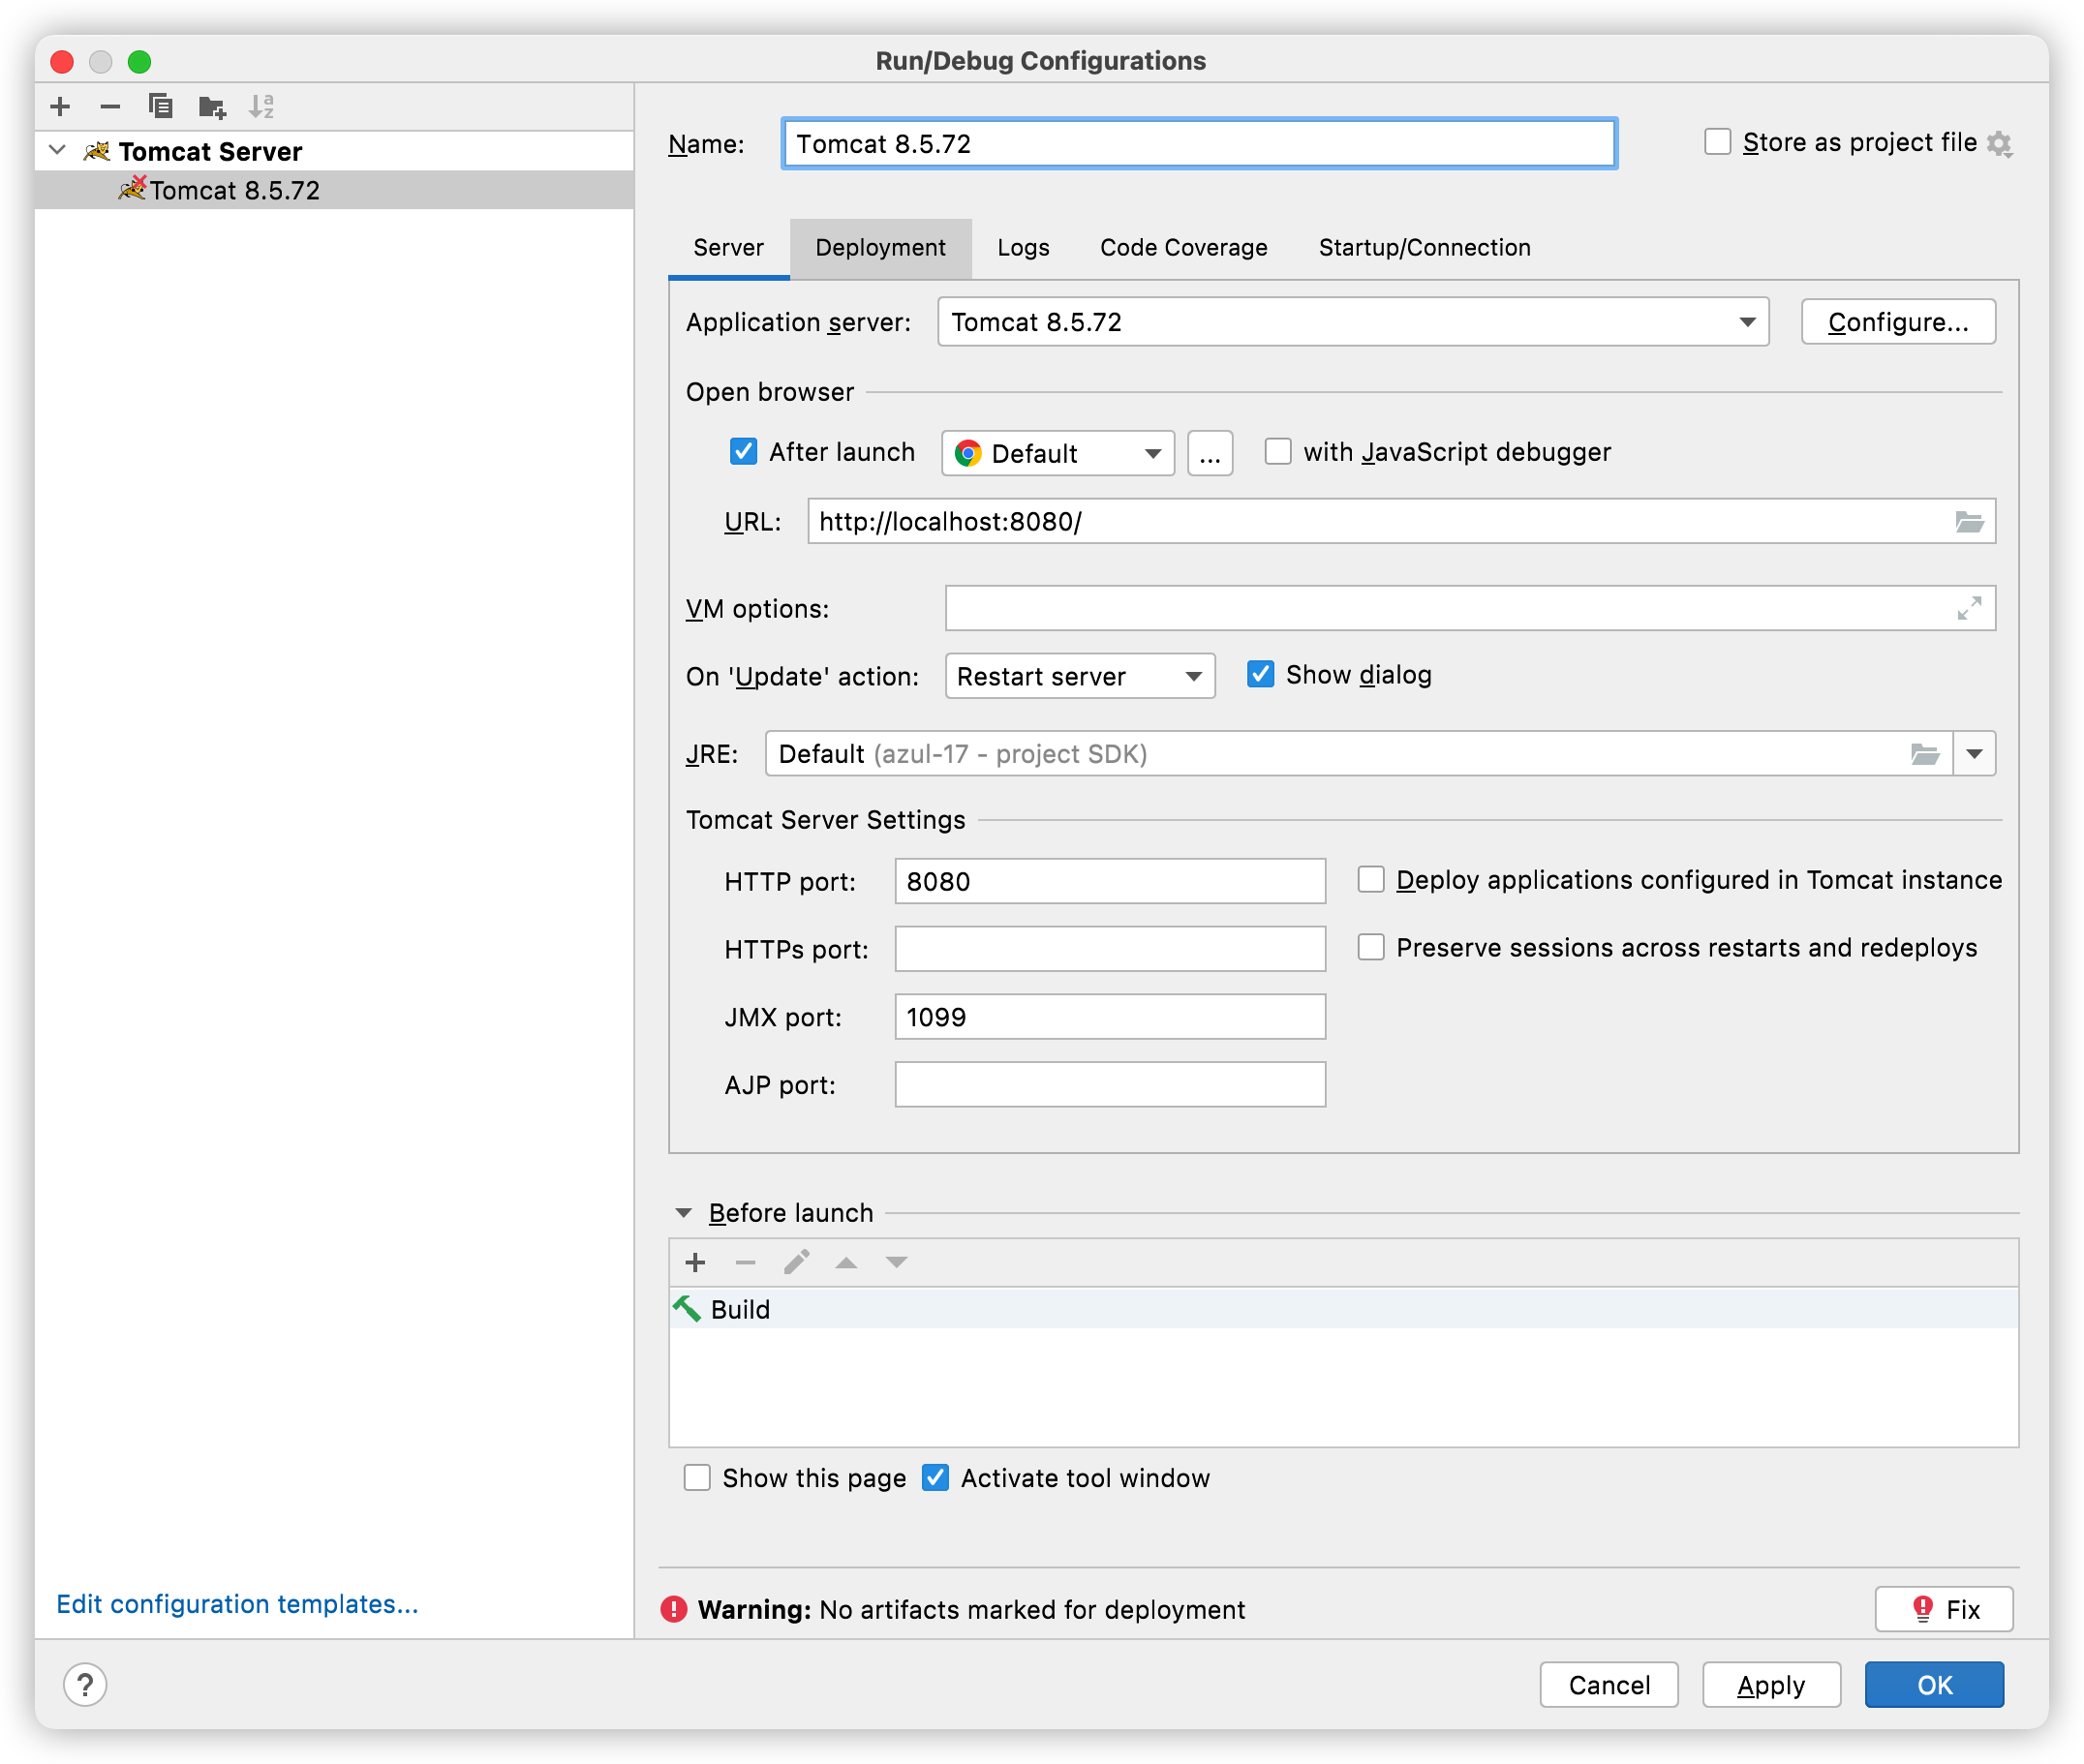 Run/Debug Configurations
Tomcat Server
Tomcat 8.5.72
Name: Tomcat 8.5.72 Store as project file
Server Deployment Logs Code Coverage Startup/Connection
Application server: Tomcat 8.5.72 Configure...
Open browser
After launch Default ... with JavaScript debugger
URL: http://localhost:8080/
VM options:
On 'Update' action: Restart server Show dialog
JRE: Default (azul-17 - project SDK)
Tomcat Server Settings
HTTP port: 8080 Deploy applications configured in Tomcat instance
HTTPs port: Preserve sessions across restarts and redeploys
JMX port: 1099
AJP port:
Before launch
Build
Show this page Activate tool window
Edit configuration templates...
Warning: No artifacts marked for deployment Fix
? Cancel Apply OK